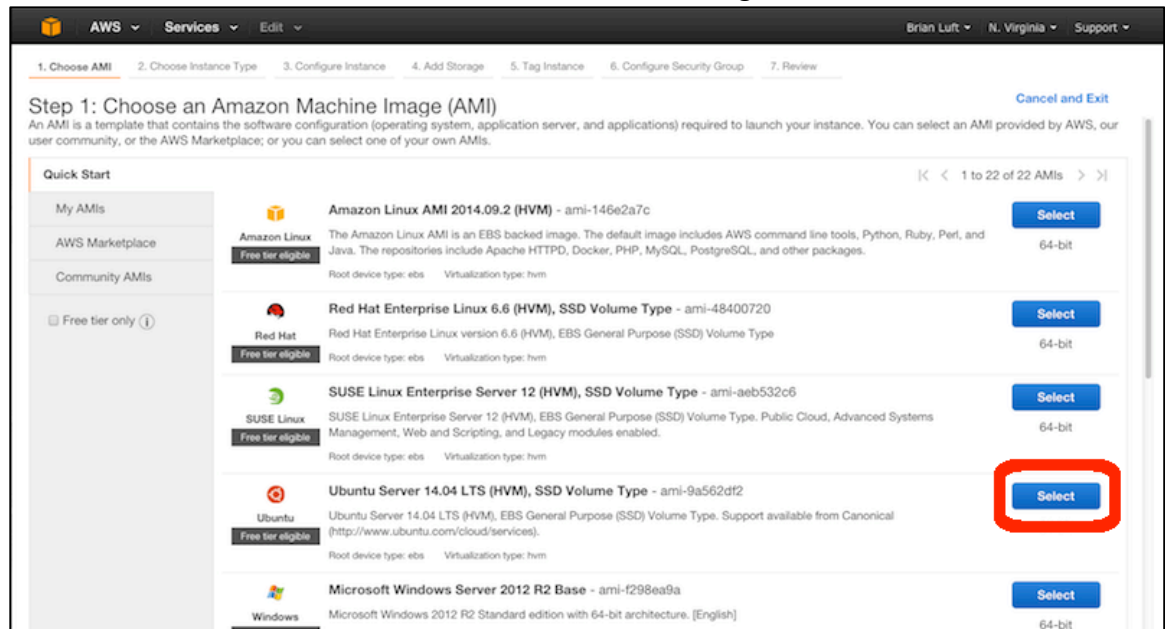 AWS Services Edit Brian Luft N. Virginia Support
1. Choose AMI 2. Choose Instance Type 3. Configure Instance 4. Add Storage 5. Tag Instance 6. Configure Security Group 7. Review
Step 1: Choose an Amazon Machine Image (AMI)
Cancel and Exit
An AMI is a template that contains the software configuration (operating system, application server, and applications) required to launch your instance. You can select an AMI provided by AWS, our
user community, or the AWS Marketplace; or you can select one of your own AMIs.
Quick Start
My AMIs
AWS Marketplace
Community AMIs
Free tier only
1 to 22 of 22 AMIs
Amazon Linux
Free tier eligible
Amazon Linux AMI 2014.09.2 (HVM) - ami-146e2a7c
The Amazon Linux AMI is an EBS backed image. The default image includes AWS command line tools, Python, Ruby, Perl, and
Java. The repositories include Apache HTTPD, Docker, PHP, MySQL, PostgreSQL, and other packages.
Root device type: ebs Virtualization type: hvm
Select
64-bit
Red Hat
Free tier eligible
Red Hat Enterprise Linux 6.6 (HVM), SSD Volume Type - ami-48400720
Red Hat Enterprise Linux version 6.6 (HVM), EBS General Purpose (SSD) Volume Type
Root device type: ebs Virtualization type: hvm
Select
64-bit
SUSE Linux
Free tier eligible
SUSE Linux Enterprise Server 12 (HVM), SSD Volume Type - ami-aeb532c6
SUSE Linux Enterprise Server 12 (HVM), EBS General Purpose (SSD) Volume Type. Public Cloud, Advanced Systems
Management, Web and Scripting, and Legacy modules enabled.
Root device type: ebs Virtualization type: hvm
Select
64-bit
Ubuntu
Free tier eligible
Ubuntu Server 14.04 LTS (HVM), SSD Volume Type - ami-9a562df2
Ubuntu Server 14.04 LTS (HVM), EBS General Purpose (SSD) Volume Type. Support available from Canonical
(http://www.ubuntu.com/cloud/services).
Root device type: ebs Virtualization type: hvm
Select
64-bit
Windows
Microsoft Windows Server 2012 R2 Base - ami-f298ea9a
Microsoft Windows 2012 R2 Standard edition with 64-bit architecture. [English]
Select
64-bit